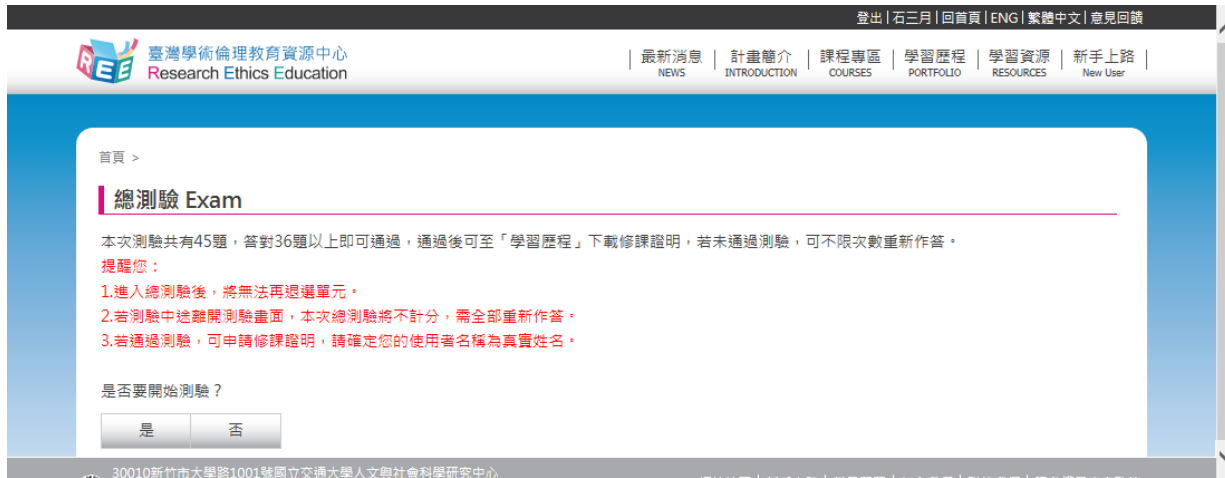 登出 | 石三月 | 回首頁 | ENG | 繁體中文 | 意見回饋
臺灣學術倫理教育資源中心
Research Ethics Education
REE
最新消息 | 計畫簡介 | 課程專區 | 學習歷程 | 學習資源 | 新手上路
NEWS INTRODUCTION COURSES PORTFOLIO RESOURCES New User
首頁 >
總測驗 Exam
本次測驗共有45題，答對36題以上即可通過，通過後可至「學習歷程」下載修課證明，若未通過測驗，可不限次數重新作答。
提醒您：
1.進入總測驗後，將無法再退選單元。
2.若測驗中途離開測驗畫面，本次總測驗將不計分，需全部重新作答。
3.若通過測驗，可申請修課證明，請確定您的使用者名稱為真實姓名。
是否要開始測驗？
是 否
30010新竹市大學路1001號國立交通大學人文與社會科學研究中心